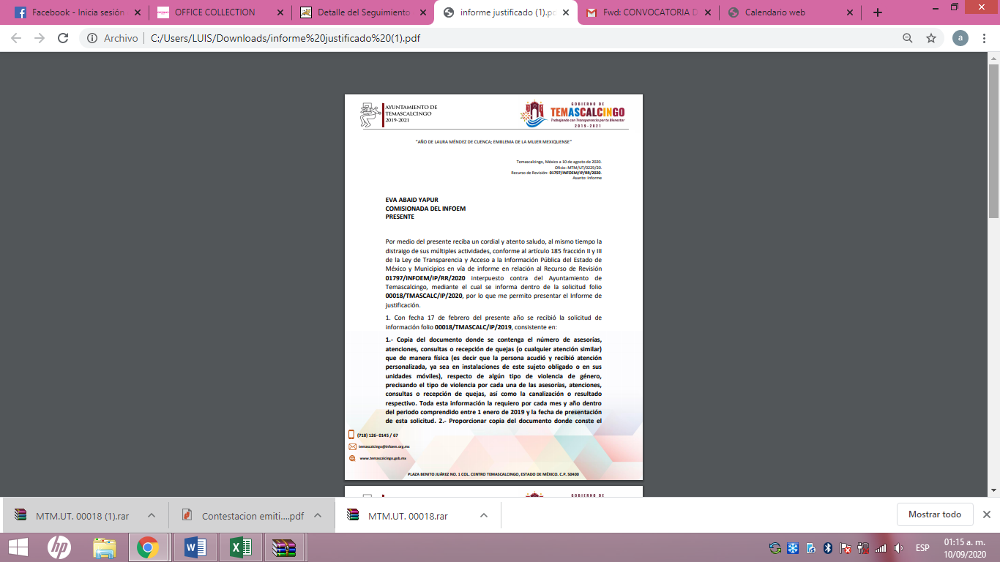 Facebook - Inicia sesión
OFFICE COLLECTION
Detalle del Seguimiento
informe justificado (1).pd
Fwd: CONVOCATORIA D
Calendario web
Archivo
C:/Users/LUIS/Downloads/informe%20justificado%20(1).pdf
a
AYUNTAMIENTO DE
TEMASCALCINGO
2019-2021
GOBIERNO DE
TEMASCALCINGO
Trabajando con Transparencia por tu Bienestar
2019-2021
"AÑO DE LAURA MÉNDEZ DE CUENCA; EMBLEMA DE LA MUJER MEXIQUENSE"
Temascalcingo, México a 10 de agosto de 2020.
Oficio: MTM/UT/0229/20.
Recurso de Revisión: 01797/INFOEM/IP/RR/2020.
Asunto: Informe
EVA ABAID YAPUR
COMISIONADA DEL INFOEM
PRESENTE
Por medio del presente reciba un cordial y atento saludo, al mismo tiempo la
distraigo de sus múltiples actividades, conforme al artículo 185 fracción II y III
de la Ley de Transparencia y Acceso a la Información Pública del Estado de
México y Municipios en vía de informe en relación al Recurso de Revisión
01797/INFOEM/IP/RR/2020 interpuesto contra del Ayuntamiento de
Temascalcingo, mediante el cual se informa dentro de la solicitud folio
00018/TMASCALC/IP/2020, por lo que me permito presentar el Informe de
justificación.
1. Con fecha 17 de febrero del presente año se recibió la solicitud de
información folio 00018/TMASCALC/IP/2019, consistente en:
1.- Copia del documento donde se contenga el número de asesorías,
atenciones, consultas o recepción de quejas (o cualquier atención similar)
que de manera física (es decir que la persona acudió y recibió atención
personalizada, ya sea en instalaciones de este sujeto obligado o en sus
unidades móviles), respecto de algún tipo de violencia de género,
precisando el tipo de violencia por cada una de las asesorías, atenciones,
consultas o recepción de quejas, así como la canalización o resultado
respectivo. Toda esta información la requiero por cada mes y año dentro
del periodo comprendido entre 1 enero de 2019 y la fecha de presentación
de esta solicitud. 2.- Proporcionar copia del documento donde conste el
(718) 126- 0145 / 67
temascalcingo@infoem.org.mx
www.temascalcingo.gob.mx
PLAZA BENITO JUÁREZ NO. 1 COL. CENTRO TEMASCALCINGO, ESTADO DE MÉXICO. C.P. 50400
AYUNTAMIENTO DE
GOBIERNO DE
MTM.UT. 00018 (1).rar
Contestacion emiti....pdf
MTM.UT. 00018.rar
Mostrar todo
ESP
01:15 a. m.
10/09/2020